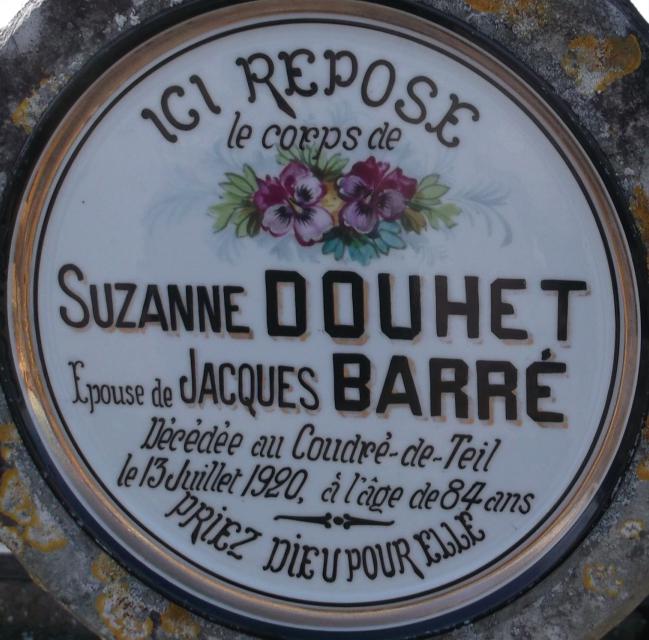 ICI REPOSE
le corps de
SUZANNE DOUHET
Epouse de JACQUES BARRÉ
Décédée au Coudré-de-Teil
le 13 Juillet 1920, à l'âge de 84 ans
PRIEZ DIEU POUR ELLE